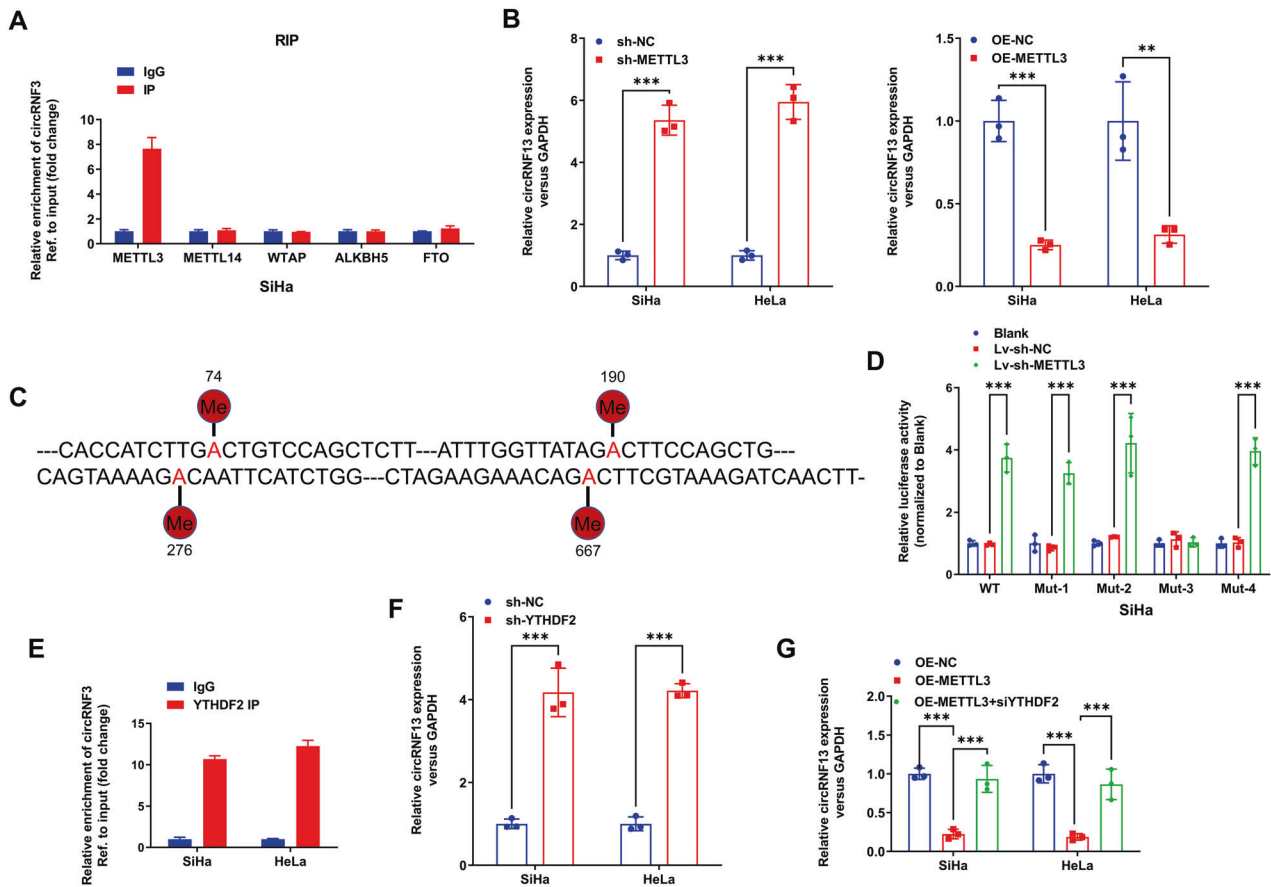 A
RIP
IgG
IP
Relative enrichment of circRNF3
Ref. to input (fold change)
10
8
6
4
2
0
METTL3
METTL14
WTAP
ALKBH5
FTO
SiHa
B
sh-NC
sh-METTL3
Relative circRNF13 expression
versus GAPDH
8
6
4
2
0
***
***
SiHa
HeLa
OE-NC
OE-METTL3
Relative circRNF13 expression
versus GAPDH
1.5
1.0
0.5
0.0
***
**
SiHa
HeLa
C
74
190
Me
Me
---CACCATCTTGACTGTCCAGCTCTT---ATTTGGTTATAGACTTCCAGCTG---
CAGTAAAAGACAATTCATCTGG---CTAGAAGAAACAGACTTCGTAAAGATCAACTT-
Me
Me
276
667
D
Blank
Lv-sh-NC
Lv-sh-METTL3
Relative luciferase activity
(normalized to Blank)
6
4
2
0
***
***
***
***
WT
Mut-1
Mut-2
Mut-3
Mut-4
SiHa
E
IgG
YTHDF2 IP
Relative enrichment of circRNF3
Ref. to input (fold change)
15
10
5
0
SiHa
HeLa
F
sh-NC
sh-YTHDF2
Relative circRNF13 expression
versus GAPDH
6
4
2
0
***
***
SiHa
HeLa
G
OE-NC
OE-METTL3
OE-METTL3+siYTHDF2
Relative circRNF13 expression
versus GAPDH
2.0
1.5
1.0
0.5
0.0
***
***
***
***
SiHa
HeLa